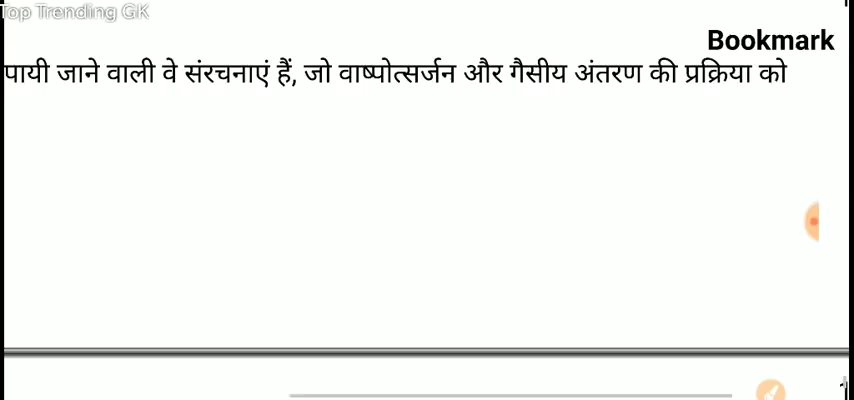 Top Trending GK
Bookmark
पायी जाने वाली वे संरचनाएं हैं, जो वाष्पोत्सर्जन और गैसीय अंतरण की प्रक्रिया को